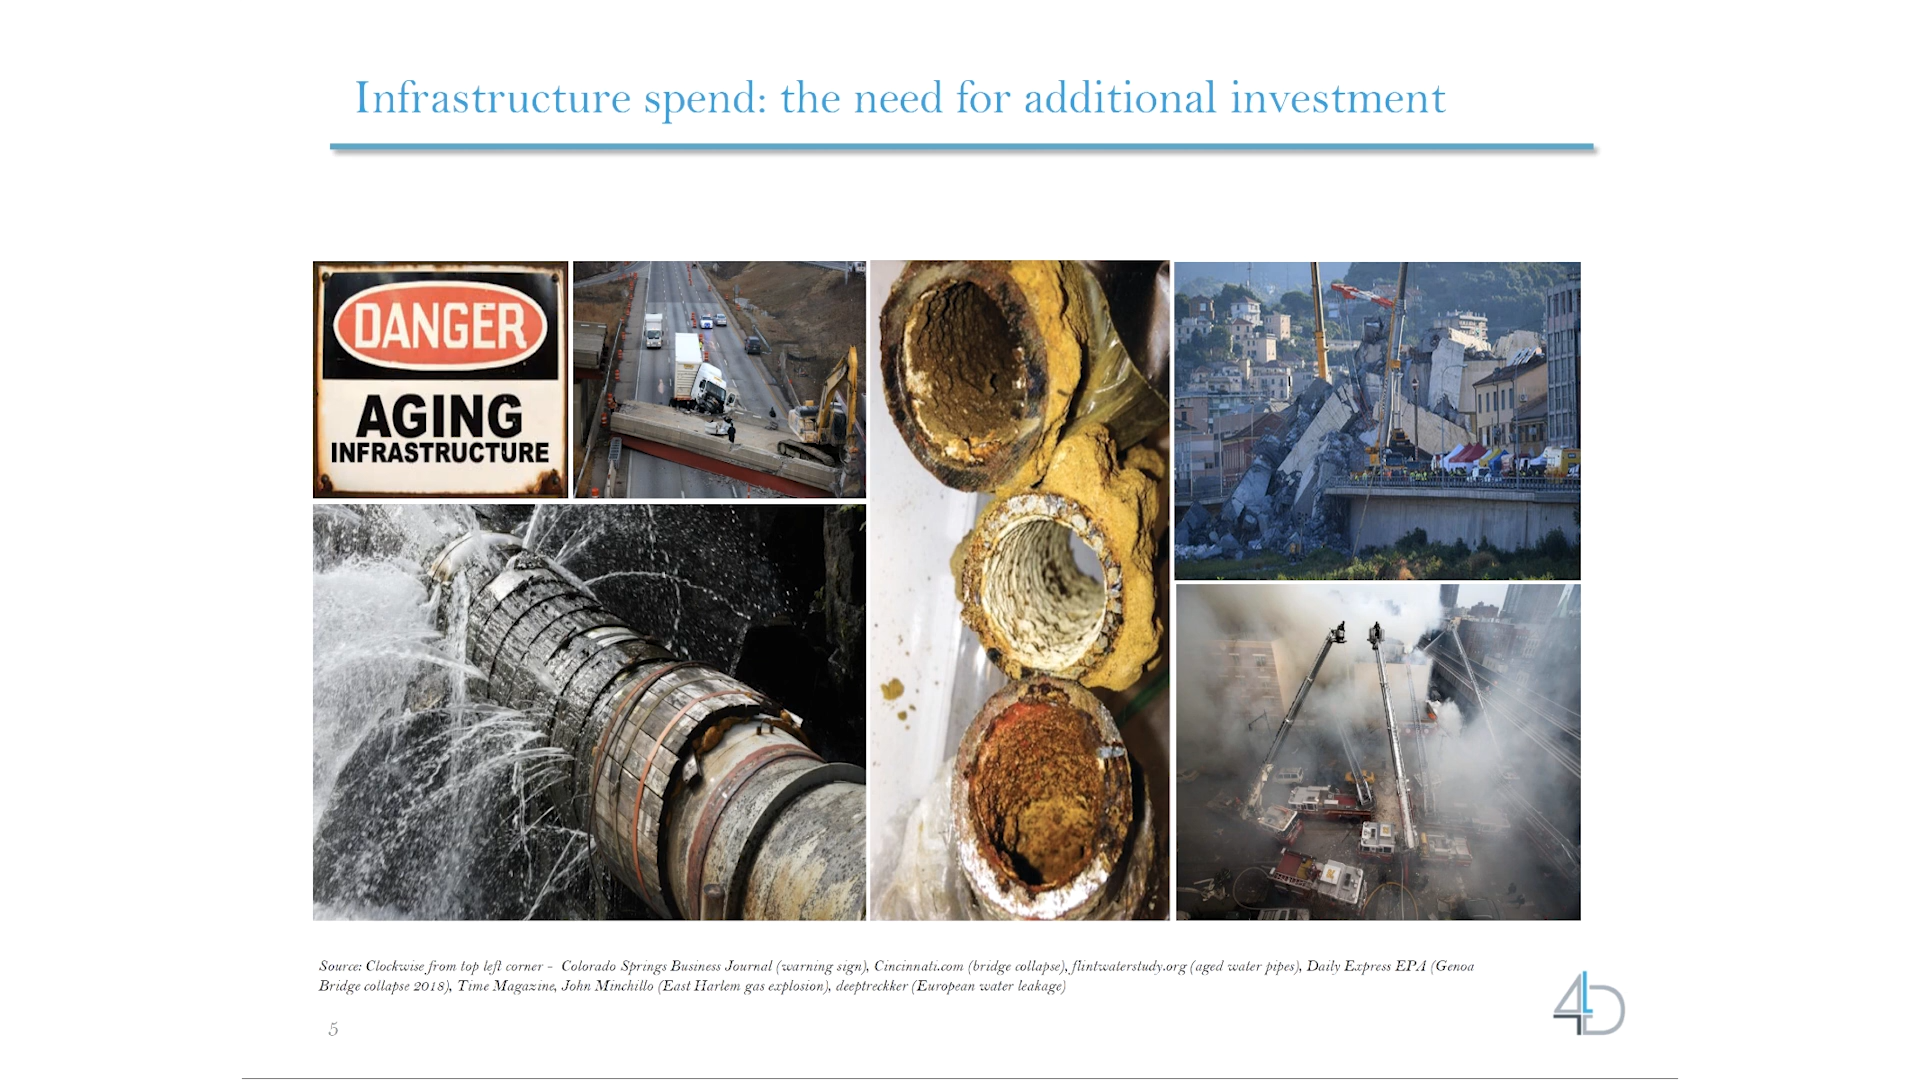 Infrastructure spend: the need for additional investment
DANGER
AGING
INFRASTRUCTURE
Source: Clockwise from top left corner - Colorado Springs Business Journal (warning sign), Cincinnati.com (bridge collapse), flintwaterstudy.org (aged water pipes), Daily Express EPA (Genoa
Bridge collapse 2018), Time Magazine, John Minchillo (East Harlem gas explosion), deeptreckker (European water leakage)
5
4D